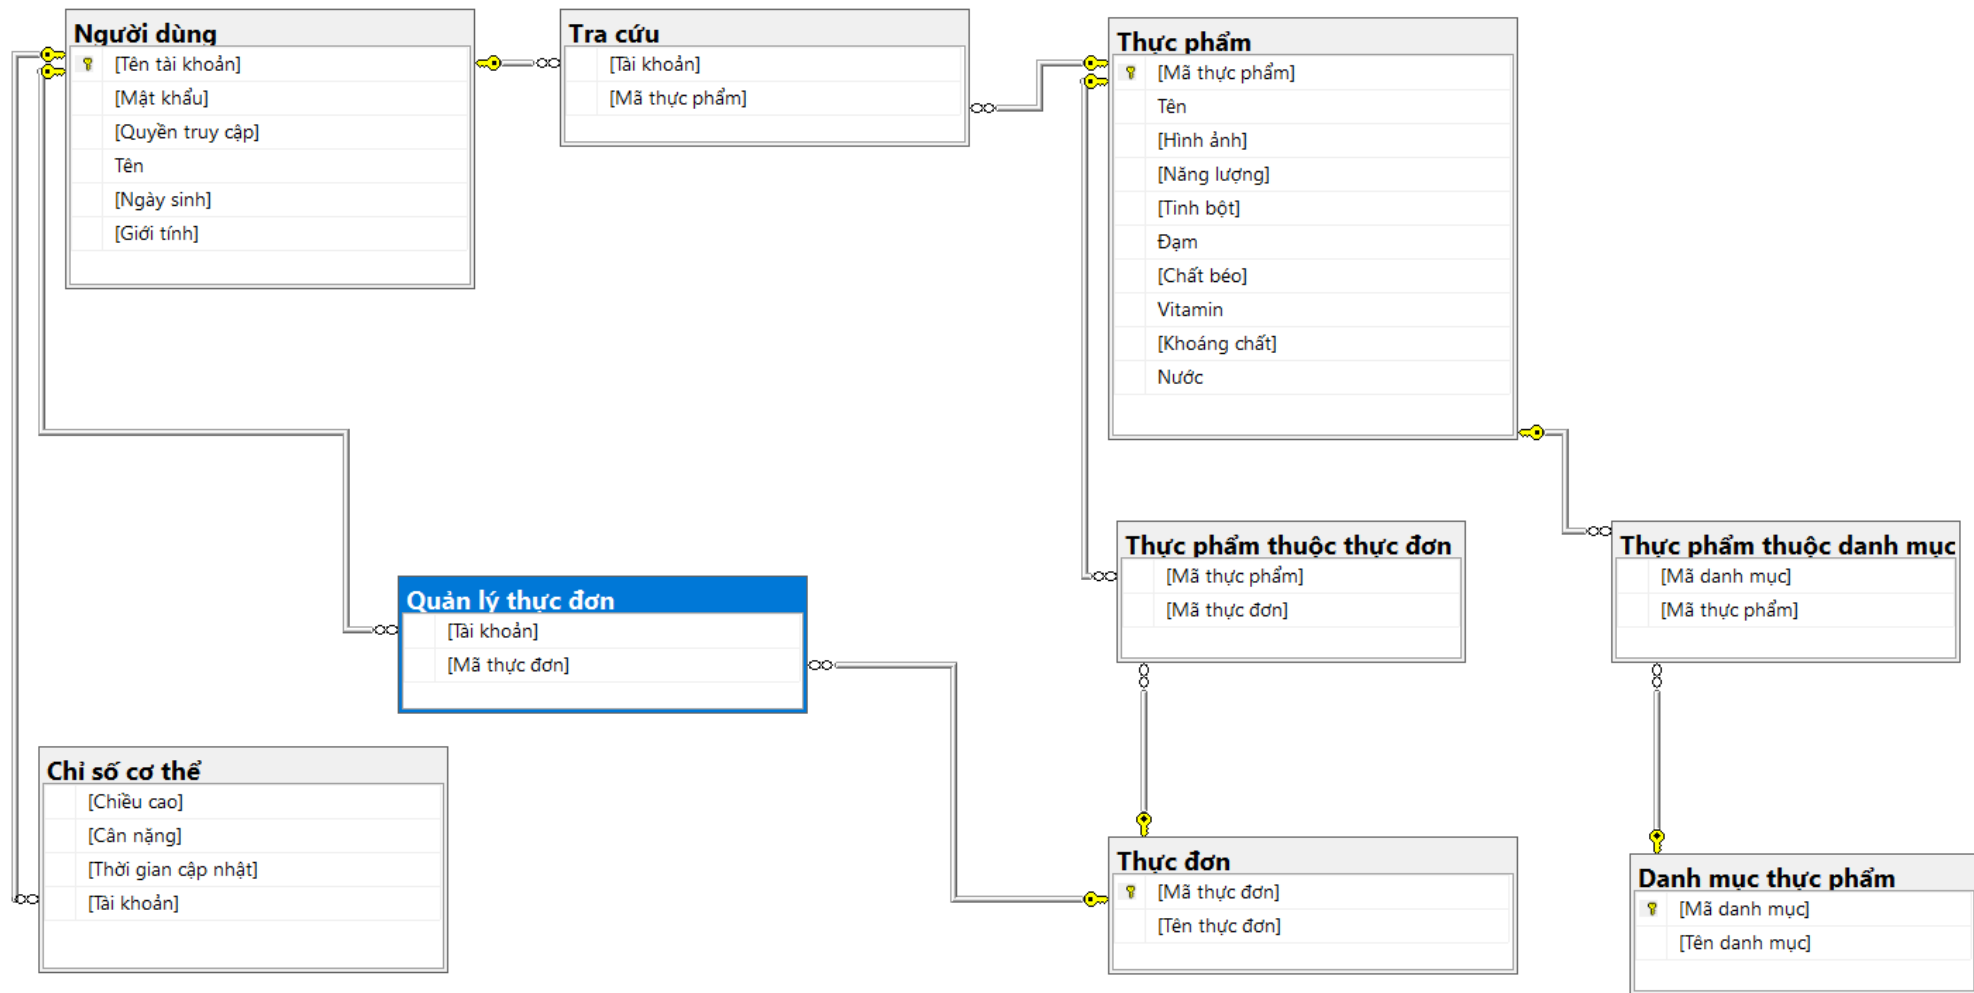 Người dùng
[Tên tài khoản]
[Mật khẩu]
[Quyền truy cập]
Tên
[Ngày sinh]
[Giới tính]
Tra cứu
[Tài khoản]
[Mã thực phẩm]
Thực phẩm
[Mã thực phẩm]
Tên
[Hình ảnh]
[Năng lượng]
[Tinh bột]
Đạm
[Chất béo]
Vitamin
[Khoáng chất]
Nước
Thực phẩm thuộc thực đơn
[Mã thực phẩm]
[Mã thực đơn]
Thực phẩm thuộc danh mục
[Mã danh mục]
[Mã thực phẩm]
Quản lý thực đơn
[Tài khoản]
[Mã thực đơn]
Chỉ số cơ thể
[Chiều cao]
[Cân nặng]
[Thời gian cập nhật]
[Tài khoản]
Thực đơn
[Mã thực đơn]
[Tên thực đơn]
Danh mục thực phẩm
[Mã danh mục]
[Tên danh mục]